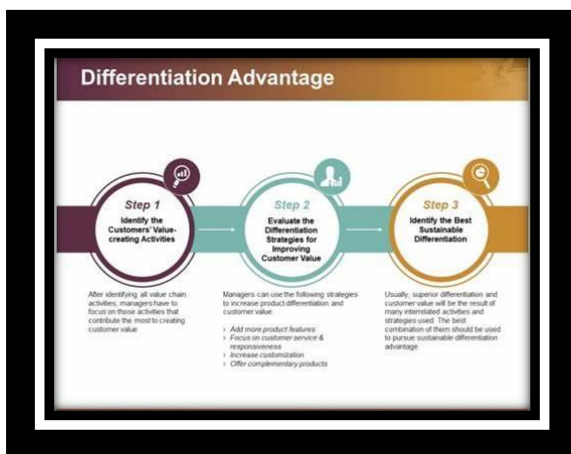 Differentiation Advantage
Step 1
Identify the
Customers' Value-
creating Activities
After identifying all value chain
activities, managers have to
focus on those activities that
contribute the most to creating
customer value
Step 2
Evaluate the
Differentiation
Strategies for
Improving
Customer Value
Managers can use the following strategies
to increase product differentiation and
customer value:
› Add more product features
› Focus on customer service &
responsiveness
› Increase customization
› Offer complementary products
Step 3
Identify the Best
Sustainable
Differentiation
Usually, superior differentiation and
customer value will be the result of
many interrelated activities and
strategies used. The best
combination of them should be used
to pursue sustainable differentiation
advantage